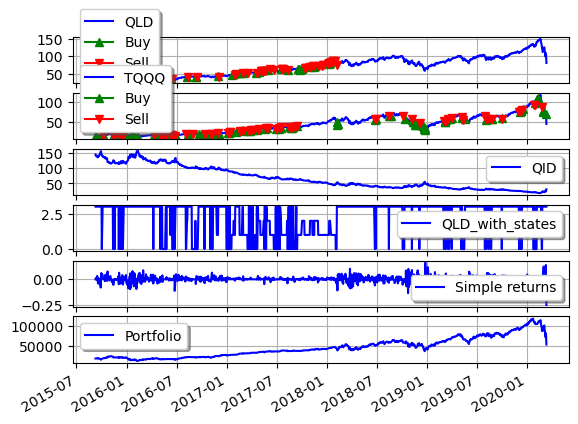 QLD
Buy
Sell
150
100
50
TQQQ
Buy
Sell
100
50
150
100
50
QID
2.5
0.0
QLD_with_states
0.00
-0.25
Simple returns
100000
50000
Portfolio
2015-07
2016-01
2016-07
2017-01
2017-07
2018-01
2018-07
2019-01
2019-07
2020-01